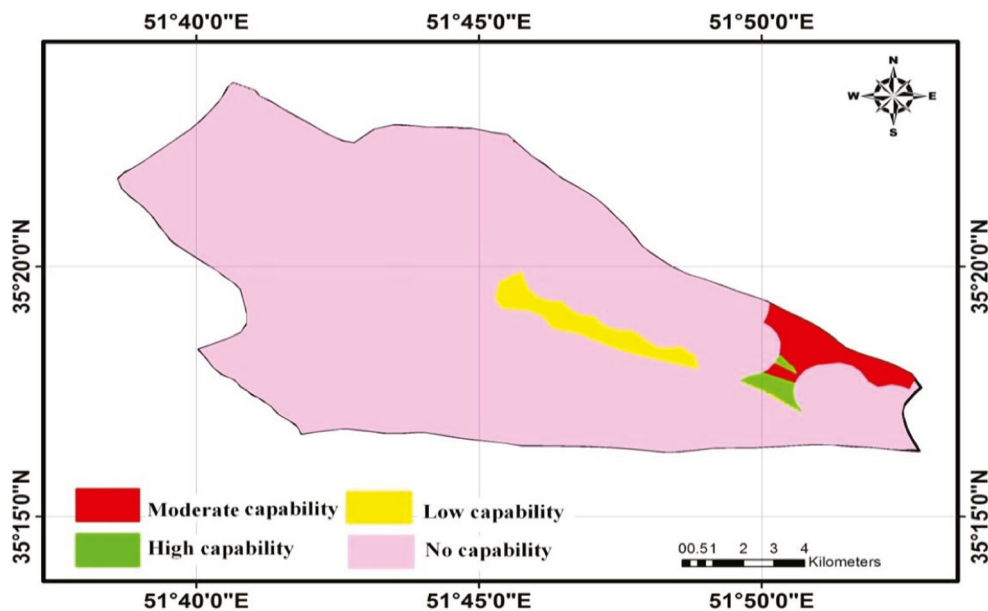 51°40'0"E 51°45'0"E 51°50'0"E
N
W E
S
35°20'0"N 35°20'0"N
35°15'0"N 35°15'0"N
Moderate capability Low capability
High capability No capability
00.51 2 3 4
Kilometers
51°40'0"E 51°45'0"E 51°50'0"E